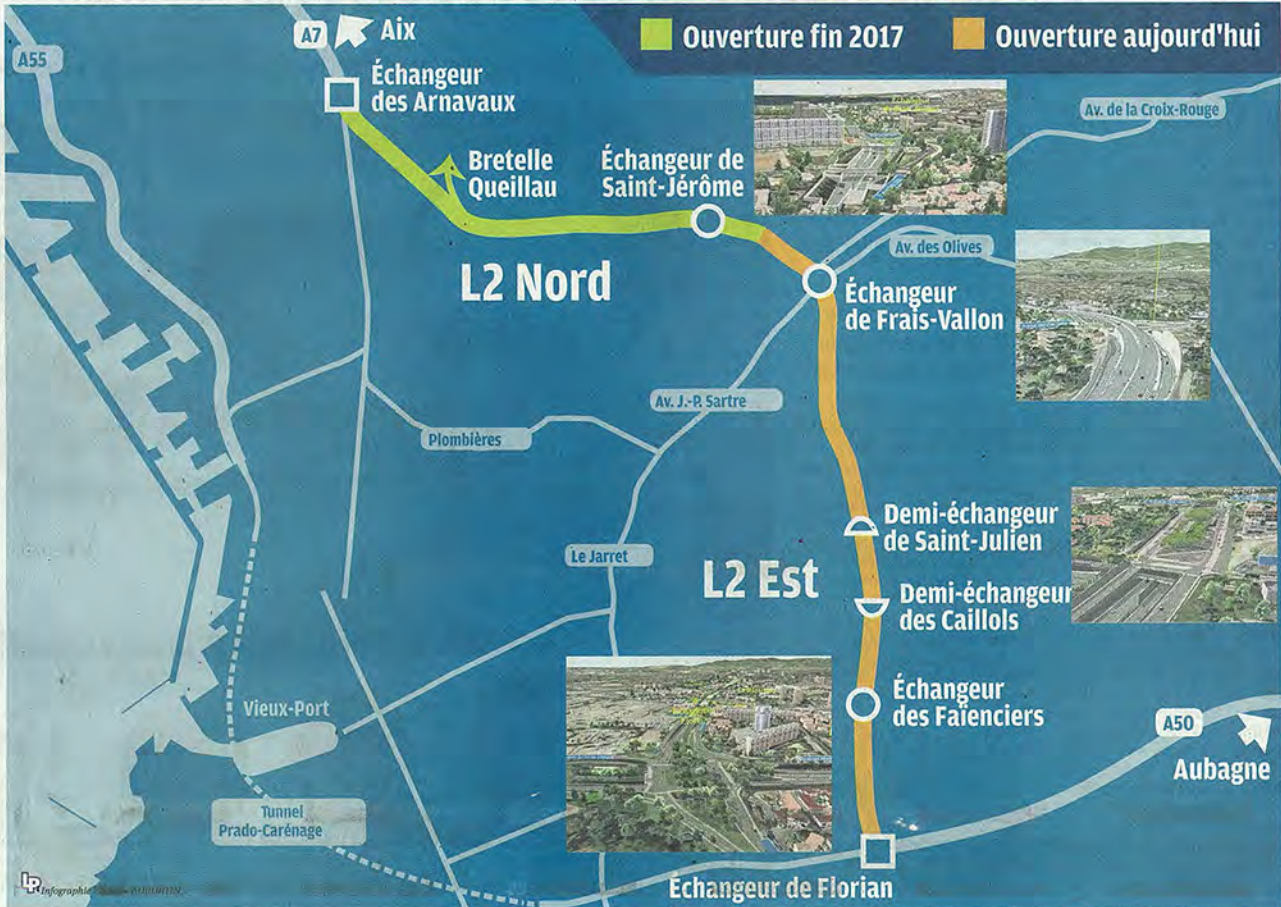 A7
Aix
Ouverture fin 2017
Ouverture aujourd'hui
A55
Échangeur
des Arnavaux
Av. de la Croix-Rouge
Bretelle
Queillau
Échangeur de
Saint-Jérôme
Av. des Olives
L2 Nord
Échangeur
de Frais-Vallon
Av. J.-P. Sartre
Plombières
Demi-échangeur
de Saint-Julien
Le Jarret
L2 Est
Demi-échangeur
des Caillols
Échangeur
des Faïenciers
Vieux-Port
A50
Aubagne
Tunnel
Prado-Carénage
LP
Infographie
Échangeur de Florian